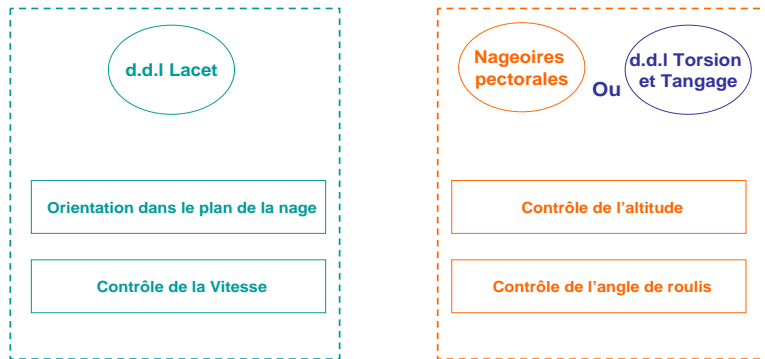 d.d.l Lacet
Orientation dans le plan de la nage
Contrôle de la Vitesse
Nageoires
pectorales
Ou
d.d.l Torsion
et Tangage
Contrôle de l'altitude
Contrôle de l'angle de roulis